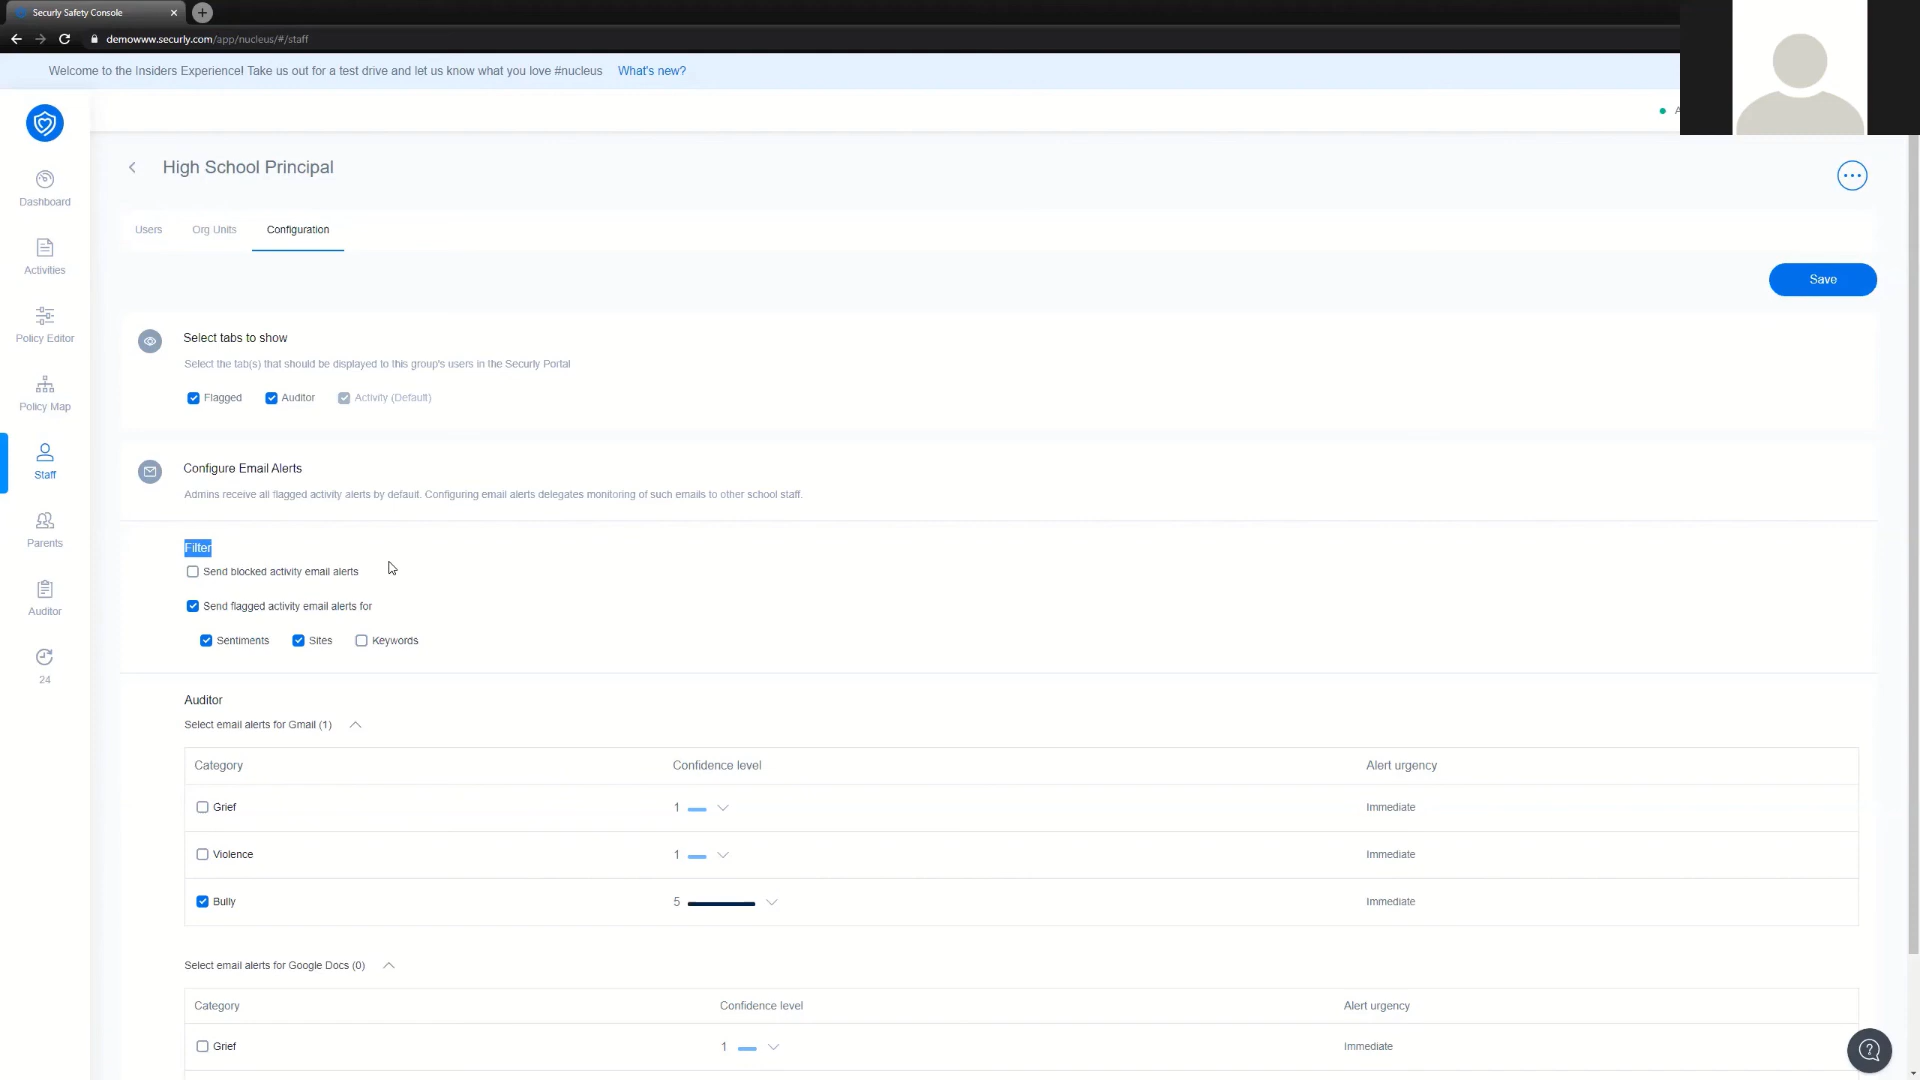 Securly Safety Console
demowww.securly.com/app/nucleus/#/staff
Welcome to the Insiders Experience! Take us out for a test drive and let us know what you love #nucleus What's new?
A
High School Principal
Dashboard
Activities
Policy Editor
Policy Map
Staff
Parents
Auditor
24
Users Org Units Configuration
Save
Select tabs to show
Select the tab(s) that should be displayed to this group's users in the Securly Portal
Flagged Auditor Activity (Default)
Configure Email Alerts
Admins receive all flagged activity alerts by default. Configuring email alerts delegates monitoring of such emails to other school staff.
Filter
Send blocked activity email alerts
Send flagged activity email alerts for
Sentiments Sites Keywords
Auditor
Select email alerts for Gmail (1)
Category Confidence level Alert urgency
Grief 1 Immediate
Violence 1 Immediate
Bully 5 Immediate
Select email alerts for Google Docs (0)
Category Confidence level Alert urgency
Grief 1 Immediate